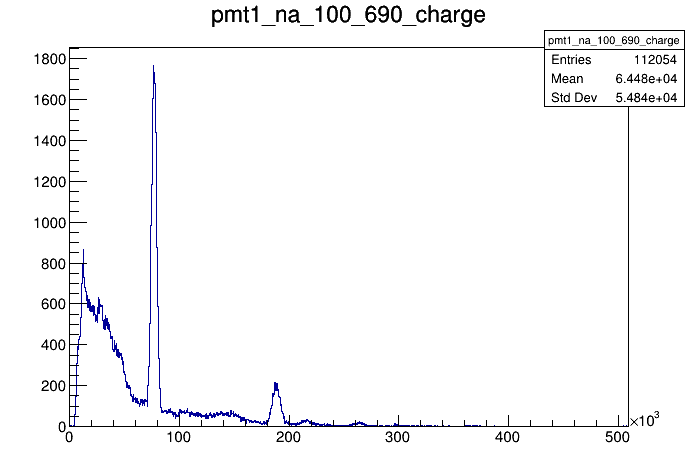 pmt1_na_100_690_charge
pmt1_na_100_690_charge
Entries 112054
Mean 6.448e+04
Std Dev 5.484e+04
1800
1600
1400
1200
1000
800
600
400
200
0
0 100 200 300 400 500
×10³